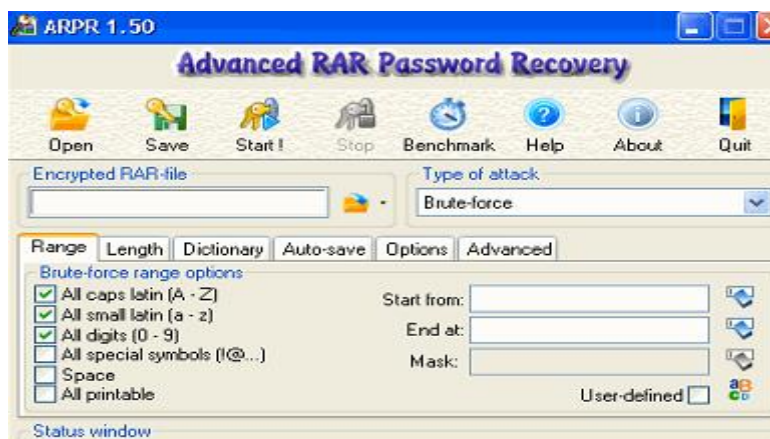 ARPR 1.50
Advanced RAR Password Recovery
Open Save Start! Stop Benchmark Help About Quit
Encrypted RAR-file Type of attack
Brute-force
Range Length Dictionary Auto-save Options Advanced
Brute-force range options
All caps latin (A - Z) Start from:
All small latin (a - z)
All digits (0 - 9) End at:
All special symbols (!@...) Mask:
Space
All printable User-defined
Status window